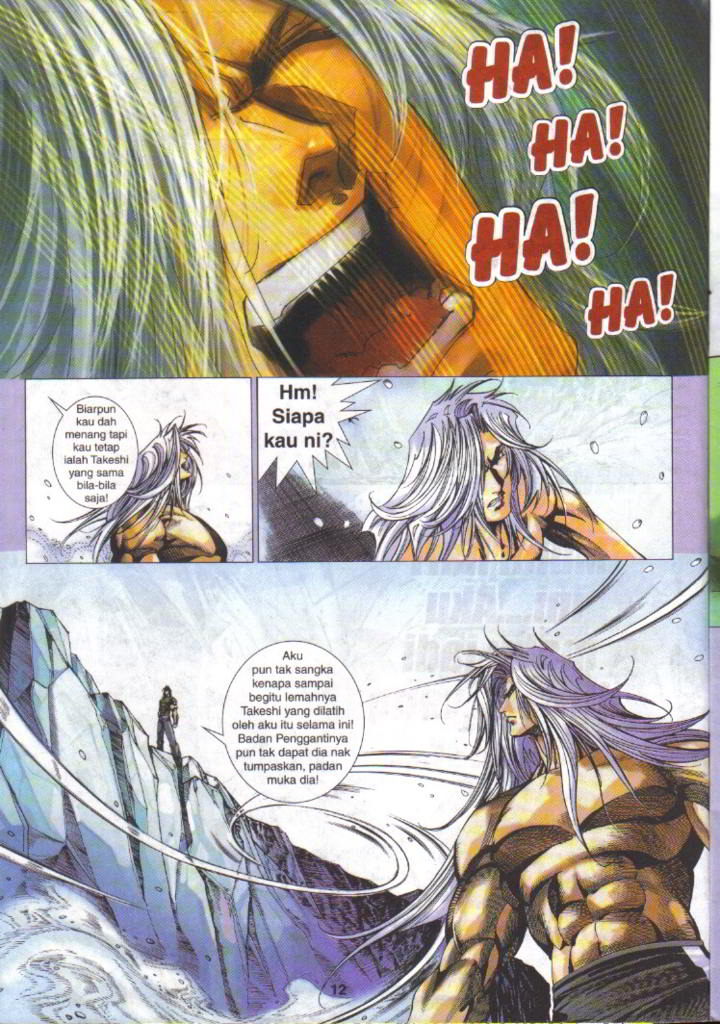 HA!
HA!
HA!
HA!
Biarpun
kau dah
menang tapi
kau tetap
ialah Takeshi
yang sama
bila-bila
saja!
Hm!
Siapa
kau ni?
Aku
pun tak sangka
kenapa sampai
begitu lemahnya
Takeshi yang dilatih
oleh aku itu selama ini!
Badan Penggantinya
pun tak dapat dia nak
tumpaskan, padan
muka dia!
12